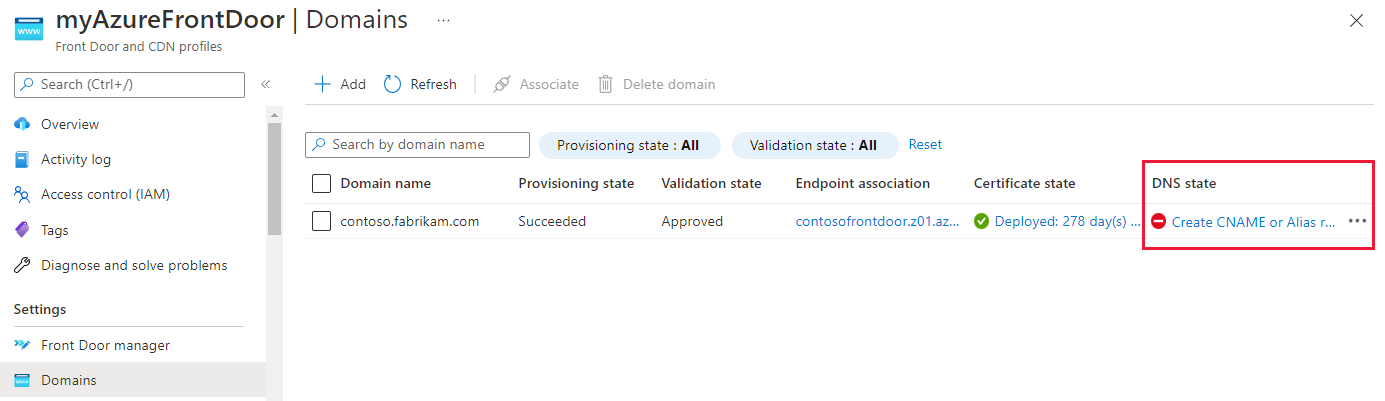 myAzureFrontDoor | Domains ...
Front Door and CDN profiles
Search (Ctrl+/)
Add Refresh Associate Delete domain
Overview
Activity log
Access control (IAM)
Tags
Diagnose and solve problems
Settings
Front Door manager
Domains
Search by domain name Provisioning state : All Validation state : All Reset
Domain name Provisioning state Validation state Endpoint association Certificate state DNS state
contoso.fabrikam.com Succeeded Approved contosofrontdoor.z01.az... Deployed: 278 day(s) ... Create CNAME or Alias r... ...